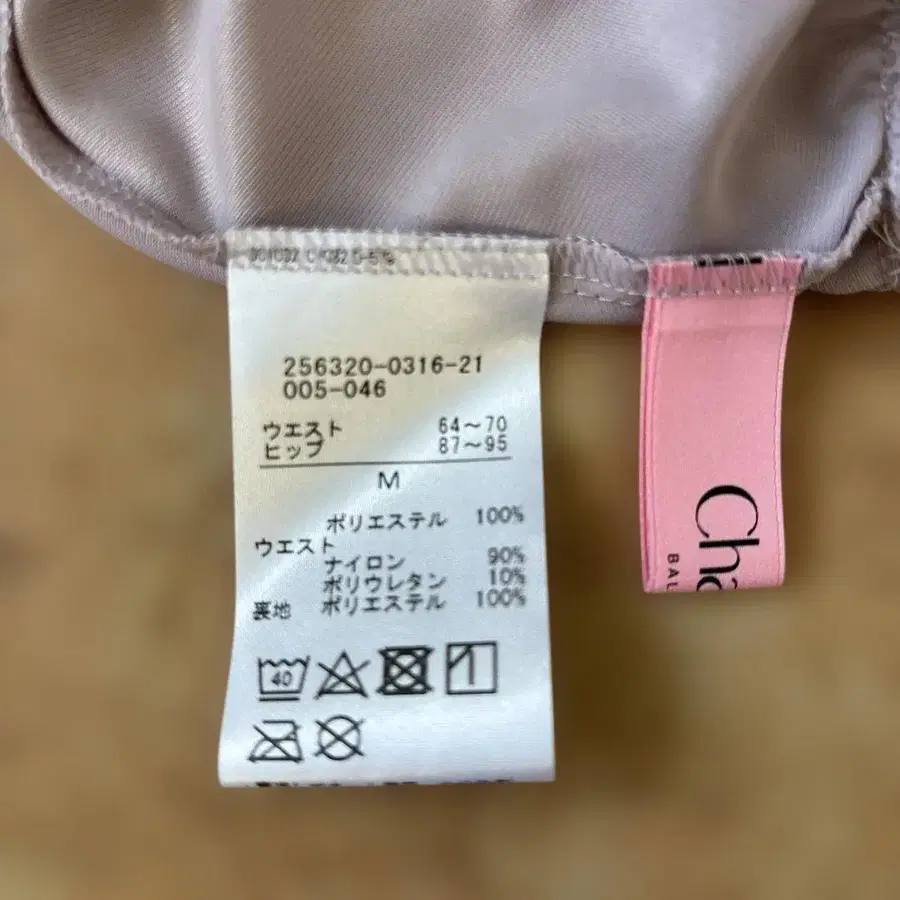 256320-0316-21
005-046
ウエスト 64～70
ヒップ 87～95
M
ポリエステル 100%
ウエスト
ナイロン 90%
ポリウレタン 10%
裏地 ポリエステル 100%
40
Cha
BAL